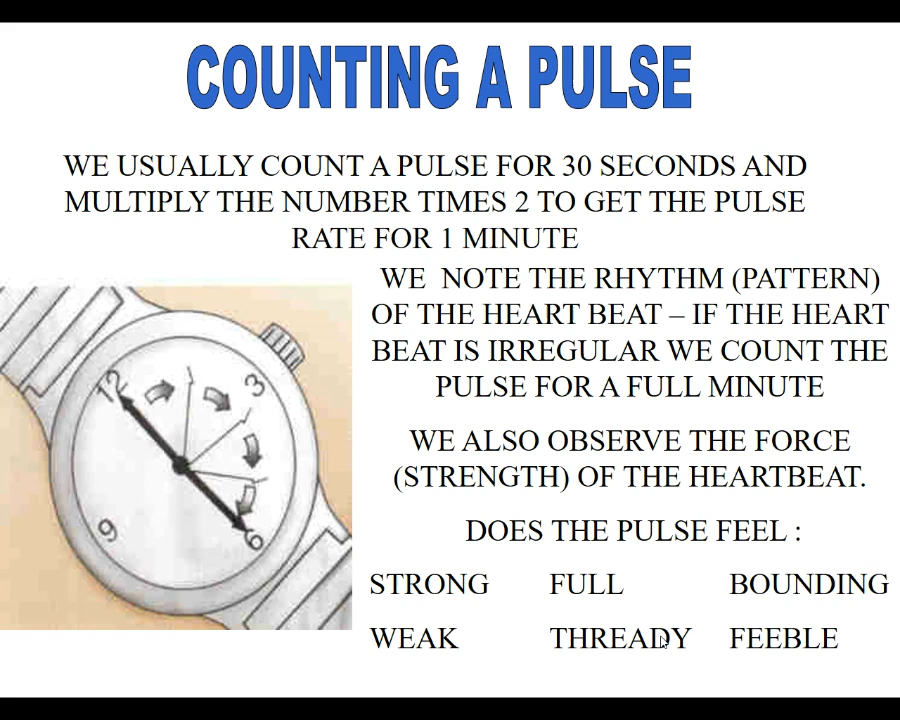 COUNTING A PULSE
WE USUALLY COUNT A PULSE FOR 30 SECONDS AND
MULTIPLY THE NUMBER TIMES 2 TO GET THE PULSE
RATE FOR 1 MINUTE
WE NOTE THE RHYTHM (PATTERN)
OF THE HEART BEAT – IF THE HEART
BEAT IS IRREGULAR WE COUNT THE
PULSE FOR A FULL MINUTE
12
3
6
9
WE ALSO OBSERVE THE FORCE
(STRENGTH) OF THE HEARTBEAT.
DOES THE PULSE FEEL :
STRONG FULL BOUNDING
WEAK THREADY FEEBLE